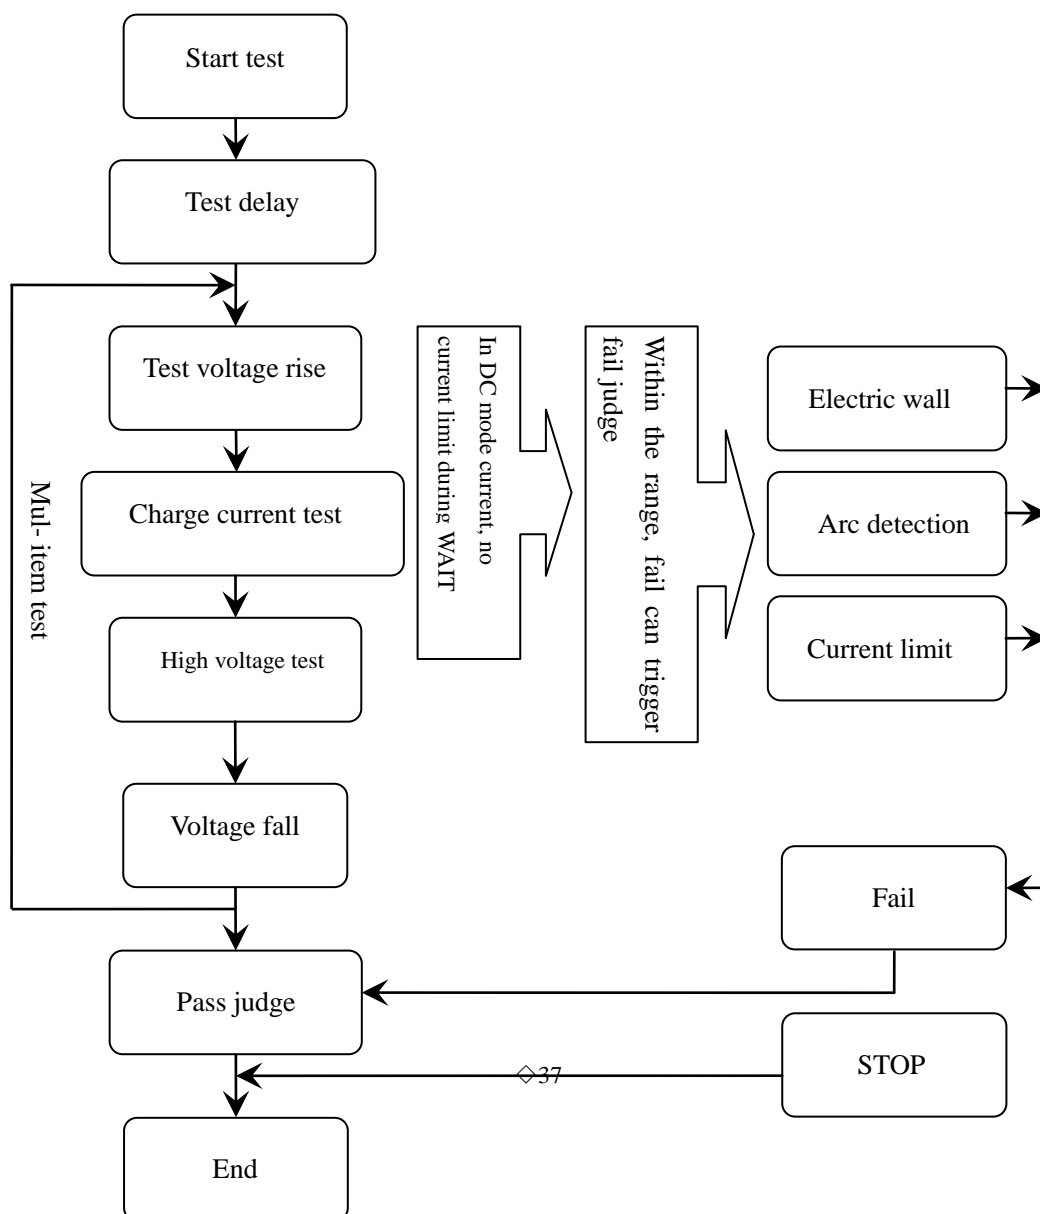 Start test
Test delay
Test voltage rise
Charge current test
High voltage test
Voltage fall
Pass judge
End
Mul- item test
In DC mode current, no
current limit during WAIT
Within the range, fail can trigger
fail judge
Electric wall
Arc detection
Current limit
Fail
STOP
◇37